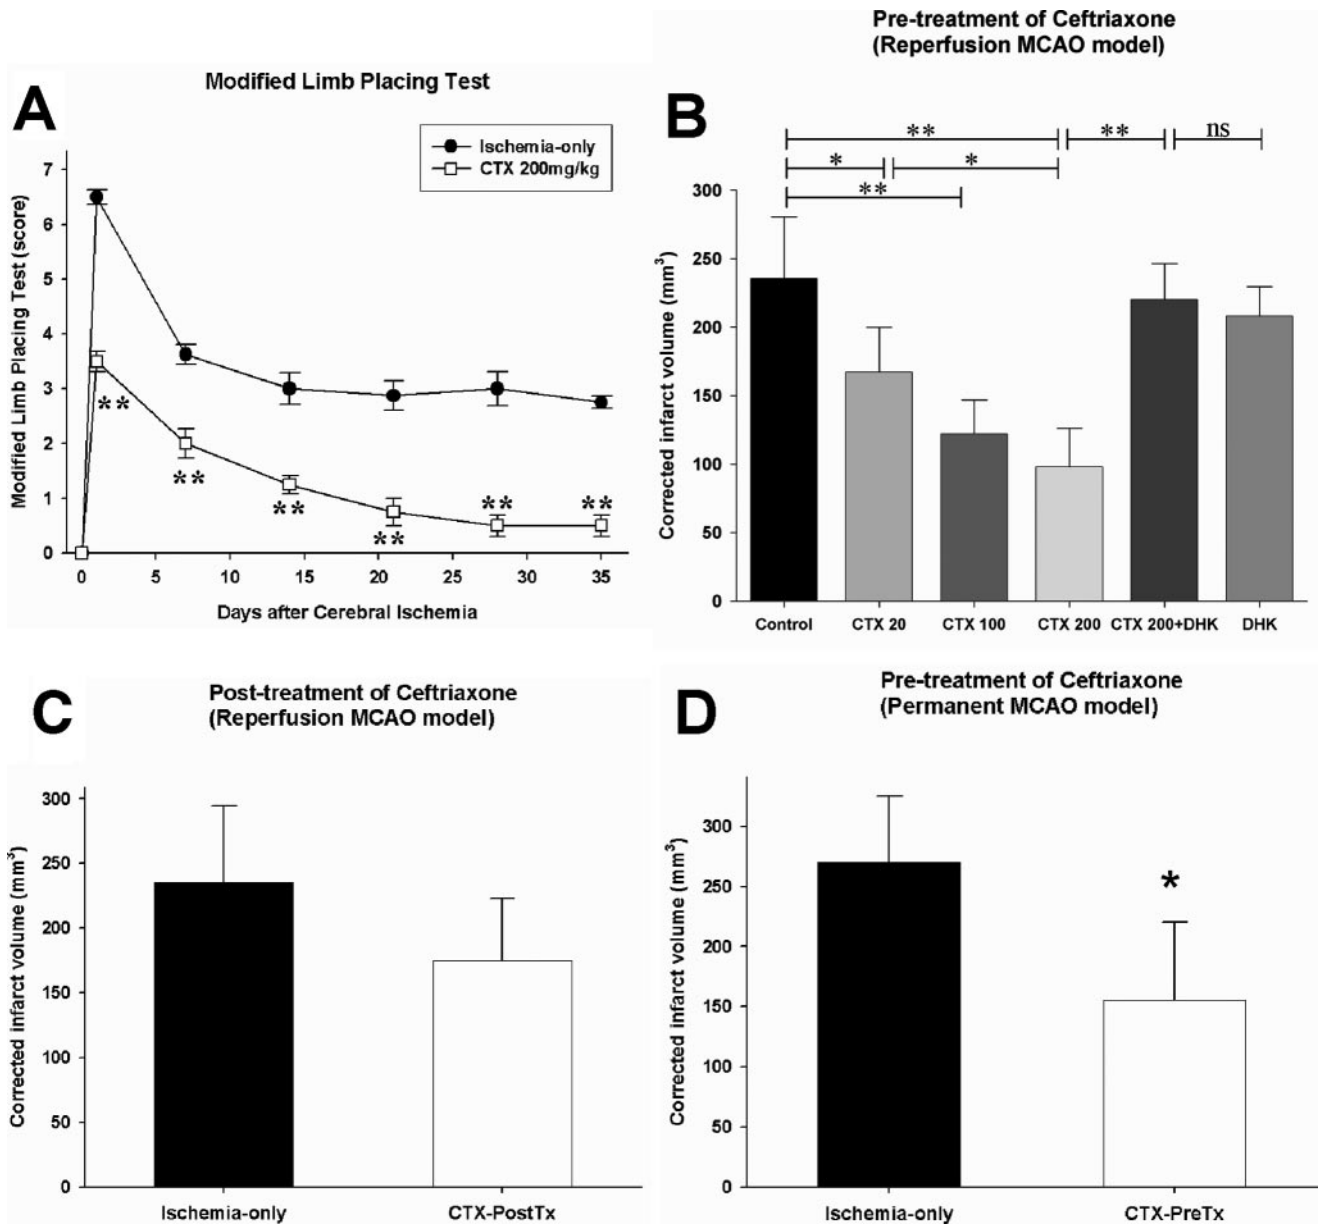 A
Modified Limb Placing Test
Ischemia-only
CTX 200mg/kg
Modified Limb Placing Test (score)
7
6
5
4
3
2
1
0
**
**
**
**
**
**
0 5 10 15 20 25 30 35
Days after Cerebral Ischemia
Pre-treatment of Ceftriaxone
(Reperfusion MCAO model)
B
** ** ns
* *
**
Corrected infarct volume (mm³)
300
250
200
150
100
50
0
Control CTX 20 CTX 100 CTX 200 CTX 200+DHK DHK
C
Post-treatment of Ceftriaxone
(Reperfusion MCAO model)
Corrected infarct volume (mm³)
300
250
200
150
100
50
0
Ischemia-only CTX-PostTx
D
Pre-treatment of Ceftriaxone
(Permanent MCAO model)
Corrected infarct volume (mm³)
300
250
200
150
100
50
0
*
Ischemia-only CTX-PreTx